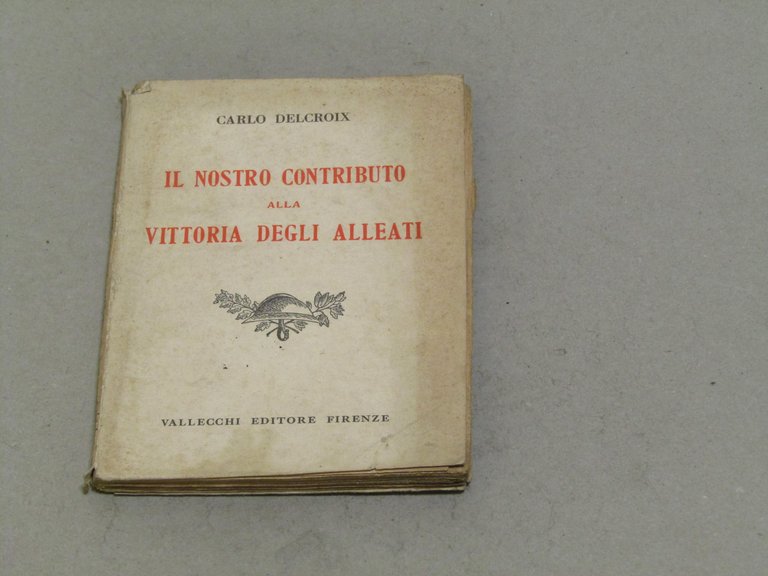 CARLO DELCROIX
IL NOSTRO CONTRIBUTO
ALLA
VITTORIA DEGLI ALLEATI
VALLECCHI EDITORE FIRENZE